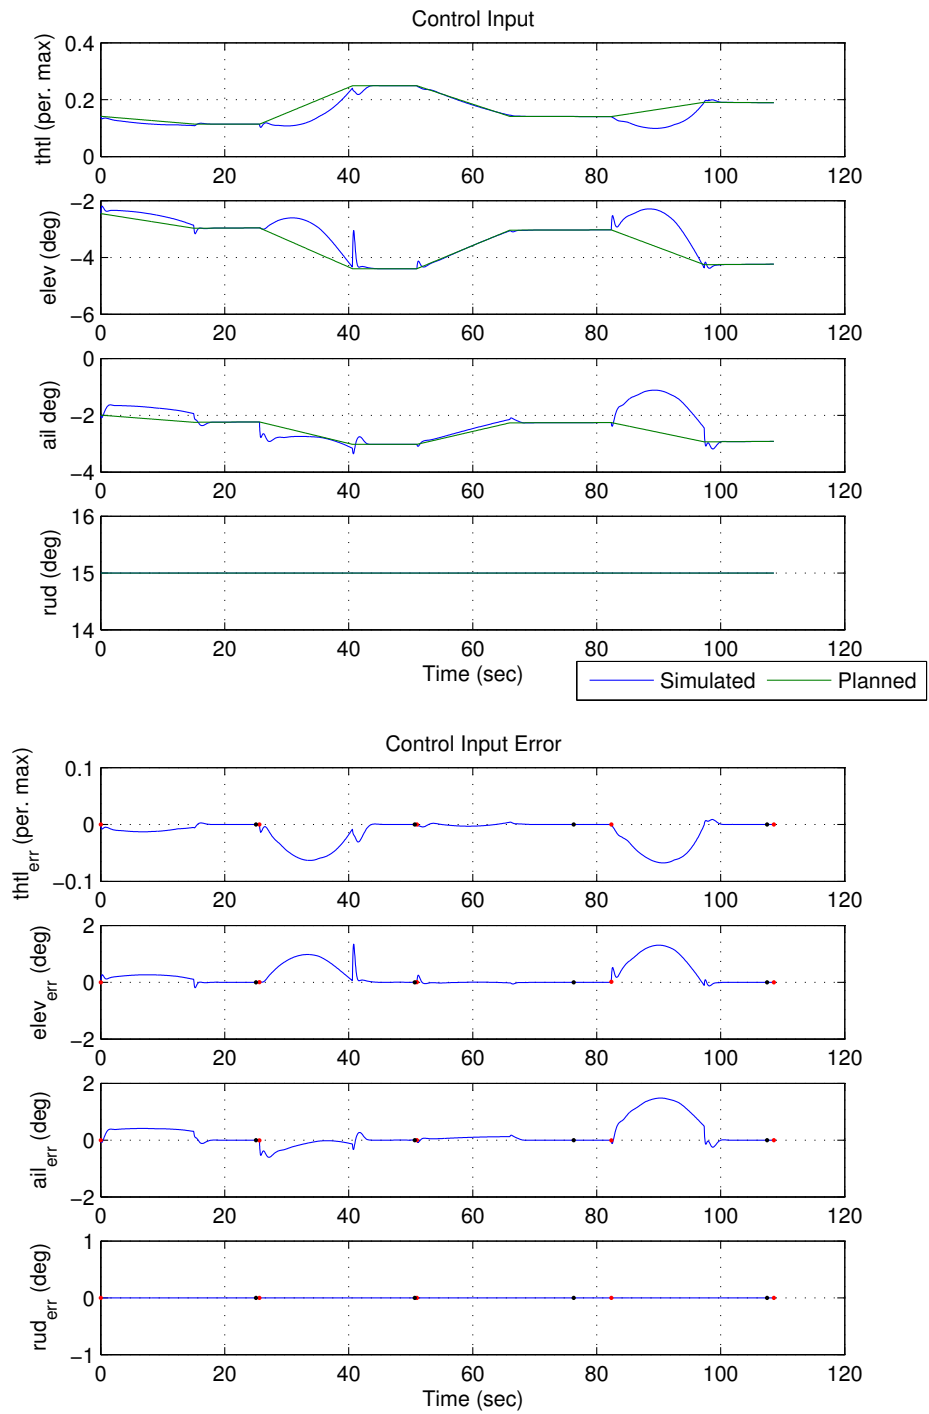 Control Input
thtl (per. max)
0.4
0.2
0
0 20 40 60 80 100 120
elev (deg)
−2
−4
−6
0 20 40 60 80 100 120
ail deg)
0
−2
−4
0 20 40 60 80 100 120
rud (deg)
16
15
14
0 20 40 60 80 100 120
Time (sec)
Simulated Planned
Control Input Error
thtl_err (per. max)
0.1
0
−0.1
0 20 40 60 80 100 120
elev_err (deg)
2
0
−2
0 20 40 60 80 100 120
ail_err (deg)
2
0
−2
0 20 40 60 80 100 120
rud_err (deg)
1
0
−1
0 20 40 60 80 100 120
Time (sec)